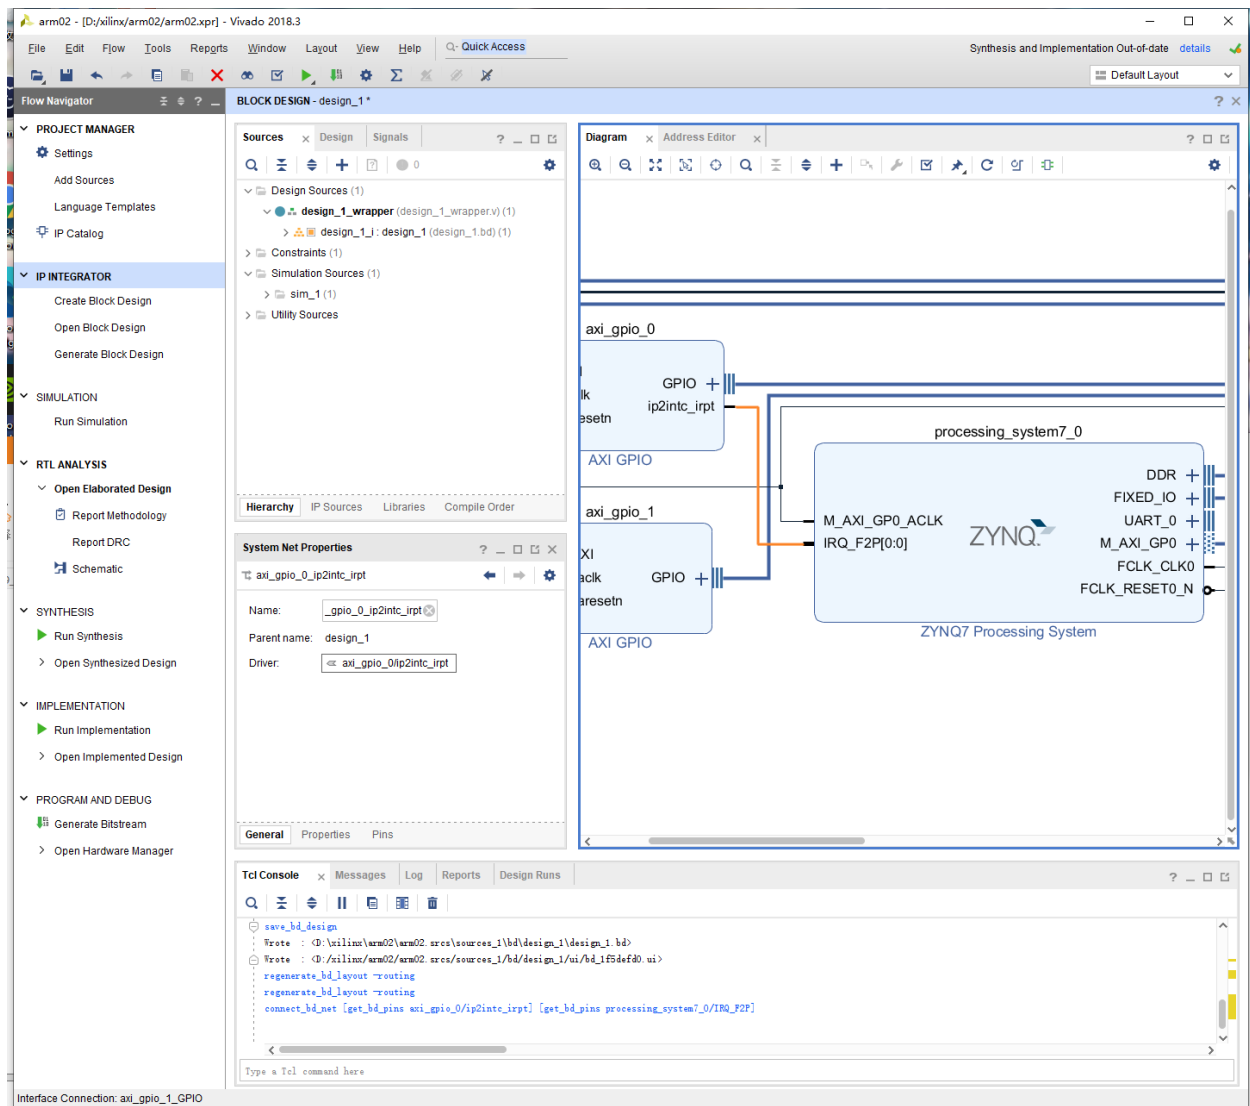 arm02 - [D:/xilinx/arm02/arm02.xpr] - Vivado 2018.3
File Edit Flow Tools Reports Window Layout View Help Q- Quick Access
Synthesis and Implementation Out-of-date details
Default Layout
Flow Navigator
PROJECT MANAGER
Settings
Add Sources
Language Templates
IP Catalog
IP INTEGRATOR
Create Block Design
Open Block Design
Generate Block Design
SIMULATION
Run Simulation
RTL ANALYSIS
Open Elaborated Design
Report Methodology
Report DRC
Schematic
SYNTHESIS
Run Synthesis
Open Synthesized Design
IMPLEMENTATION
Run Implementation
Open Implemented Design
PROGRAM AND DEBUG
Generate Bitstream
Open Hardware Manager
BLOCK DESIGN - design_1 *
Sources Design Signals
0
Design Sources (1)
design_1_wrapper (design_1_wrapper.v) (1)
design_1_i : design_1 (design_1.bd) (1)
Constraints (1)
Simulation Sources (1)
sim_1 (1)
Utility Sources
Hierarchy IP Sources Libraries Compile Order
System Net Properties
axi_gpio_0_ip2intc_irpt
Name: _gpio_0_ip2intc_irpt
Parent name: design_1
Driver: axi_gpio_0/ip2intc_irpt
General Properties Pins
Diagram Address Editor
axi_gpio_0
GPIO
lk
ip2intc_irpt
esetn
AXI GPIO
axi_gpio_1
XI
aclk
GPIO
aresetn
AXI GPIO
processing_system7_0
DDR
FIXED_IO
M_AXI_GP0_ACLK
UART_0
IRQ_F2P[0:0]
ZYNQ
M_AXI_GP0
FCLK_CLK0
FCLK_RESET0_N
ZYNQ7 Processing System
Tcl Console Messages Log Reports Design Runs
save_bd_design
Wrote : <D:\xilinx\arm02\arm02.srcs\sources_1\bd\design_1\design_1.bd>
Wrote : <D:/xilinx/arm02/arm02.srcs/sources_1/bd/design_1/ui/bd_1f5defd0.ui>
regenerate_bd_layout -routing
regenerate_bd_layout -routing
connect_bd_net [get_bd_pins axi_gpio_0/ip2intc_irpt] [get_bd_pins processing_system7_0/IRQ_F2P]
Type a Tcl command here
Interface Connection: axi_gpio_1_GPIO